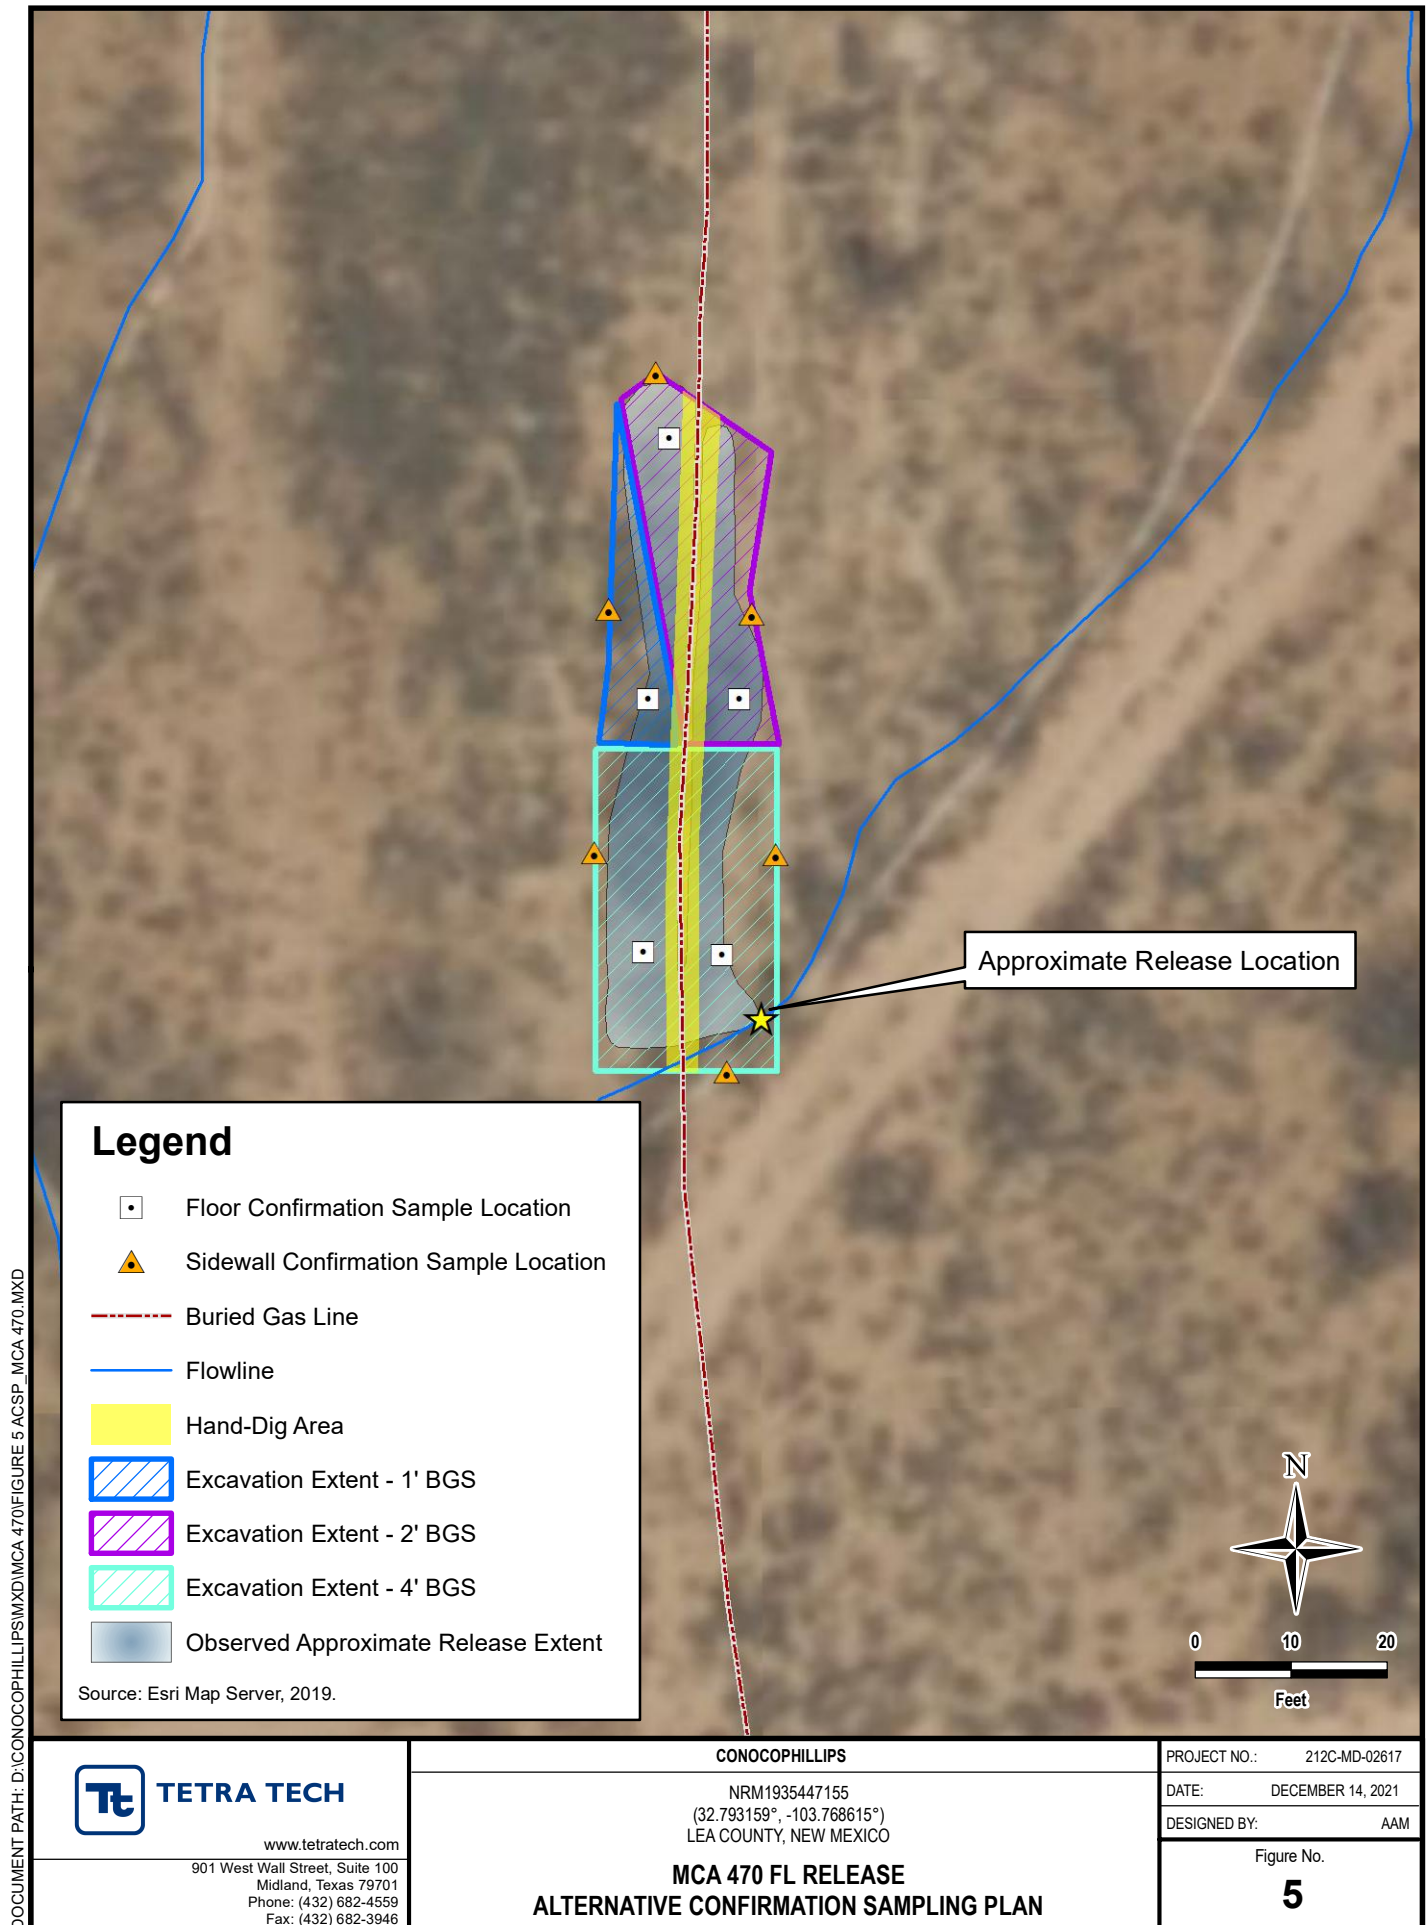 Approximate Release Location
Legend
Floor Confirmation Sample Location
Sidewall Confirmation Sample Location
Buried Gas Line
Flowline
Hand-Dig Area
Excavation Extent - 1' BGS
Excavation Extent - 2' BGS
Excavation Extent - 4' BGS
Observed Approximate Release Extent
Source: Esri Map Server, 2019.
N
0 10 20
Feet
DOCUMENT PATH: D:\CONOCOPHILLIPS\MXD\MCA 470\FIGURE 5 ACSP_MCA 470.MXD
Tt TETRA TECH
www.tetratech.com
901 West Wall Street, Suite 100
Midland, Texas 79701
Phone: (432) 682-4559
Fax: (432) 682-3946
CONOCOPHILLIPS
NRM1935447155
(32.793159°, -103.768615°)
LEA COUNTY, NEW MEXICO
MCA 470 FL RELEASE
ALTERNATIVE CONFIRMATION SAMPLING PLAN
PROJECT NO.: 212C-MD-02617
DATE: DECEMBER 14, 2021
DESIGNED BY: AAM
Figure No.
5